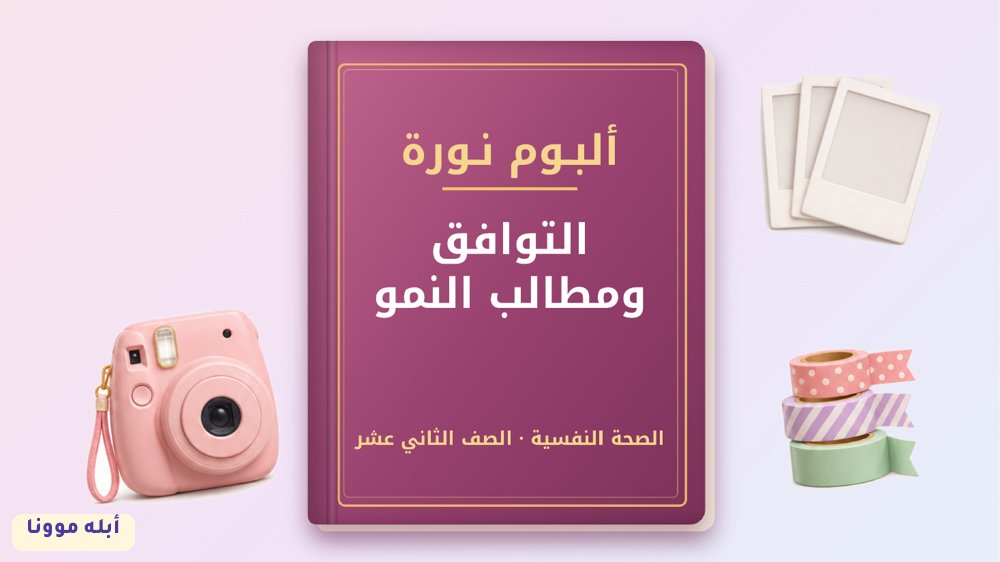 ألبوم نورة
التوافق
ومطالب النمو
الصحة النفسية · الصف الثاني عشر
أبله موونا